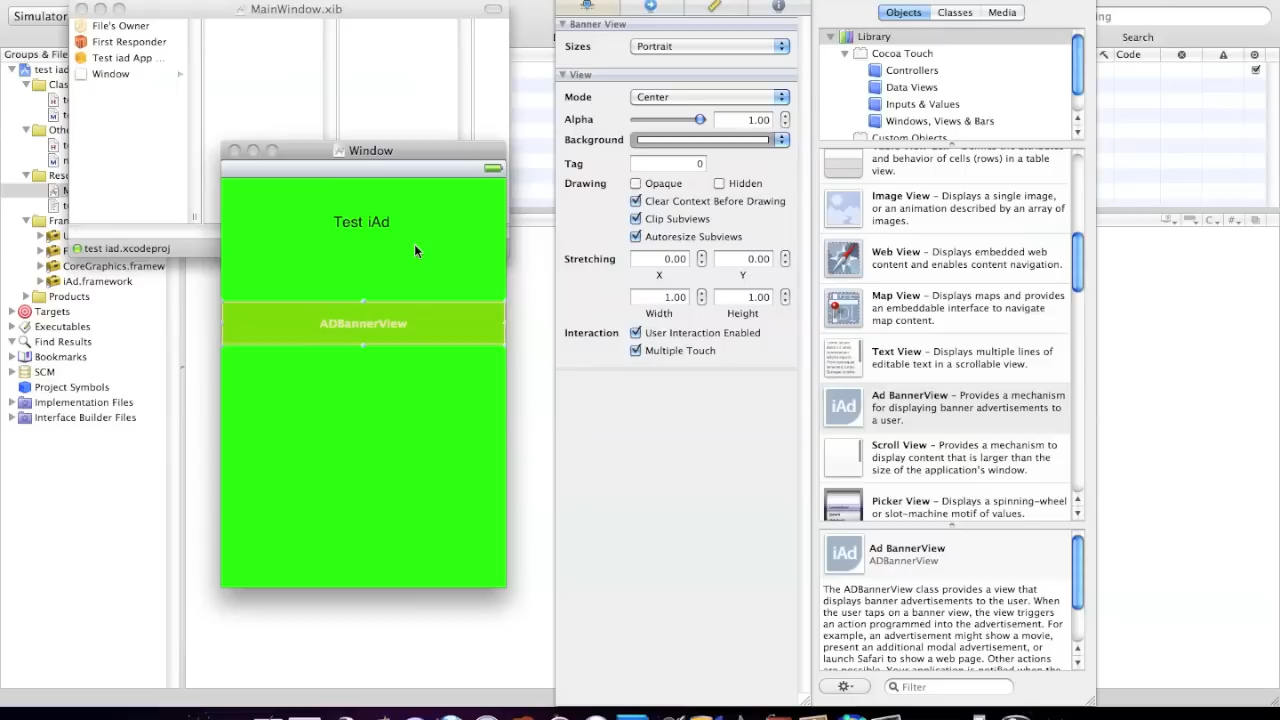 Simulator
MainWindow.xib
File's Owner
First Responder
Test iad App ...
Window
Groups & File
test iad
Clas
Othe
Reso
M
Fram
test iad.xcodeproj
CoreGraphics.framew
iAd.framework
Products
Targets
Executables
Find Results
Bookmarks
SCM
Project Symbols
Implementation Files
Interface Builder Files
Window
Test iAd
ADBannerView
Banner View
Sizes
Portrait
View
Mode
Center
Alpha
1.00
Background
Tag
0
Drawing
Opaque
Hidden
Clear Context Before Drawing
Clip Subviews
Autoresize Subviews
Stretching
0.00
0.00
X
Y
1.00
1.00
Width
Height
Interaction
User Interaction Enabled
Multiple Touch
Objects
Classes
Media
Library
Cocoa Touch
Controllers
Data Views
Inputs & Values
Windows, Views & Bars
Custom Objects
and behavior of cells (rows) in a table
view.
Image View – Displays a single image,
or an animation described by an array of
images.
Web View – Displays embedded web
content and enables content navigation.
Map View – Displays maps and provides
an embeddable interface to navigate
map content.
Text View – Displays multiple lines of
editable text in a scrollable view.
iAd
Ad BannerView – Provides a mechanism
for displaying banner advertisements to
a user.
Scroll View – Provides a mechanism to
display content that is larger than the
size of the application's window.
Picker View – Displays a spinning-wheel
or slot-machine motif of values.
iAd
Ad BannerView
ADBannerView
The ADBannerView class provides a view that
displays banner advertisements to the user. When
the user taps on a banner view, the view triggers
an action programmed into the advertisement. For
example, an advertisement might show a movie,
present an additional modal advertisement, or
launch Safari to show a web page. Other actions
Filter
ing
Search
Code